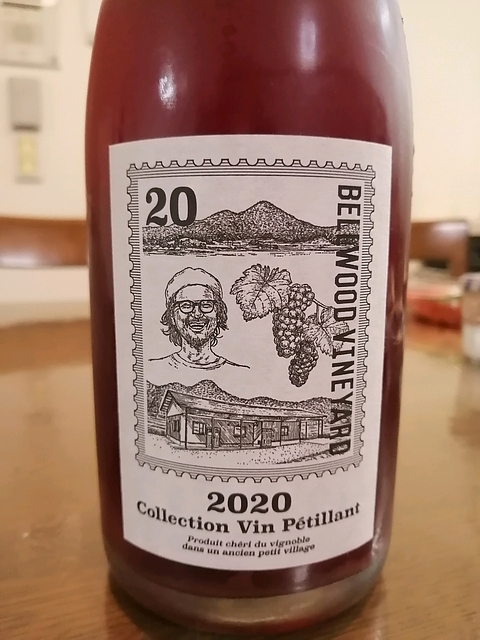 20
BELLWOOD VINEYARD
2020
Collection Vin Pétillant
Produit chéri du vignoble
dans un ancien petit village